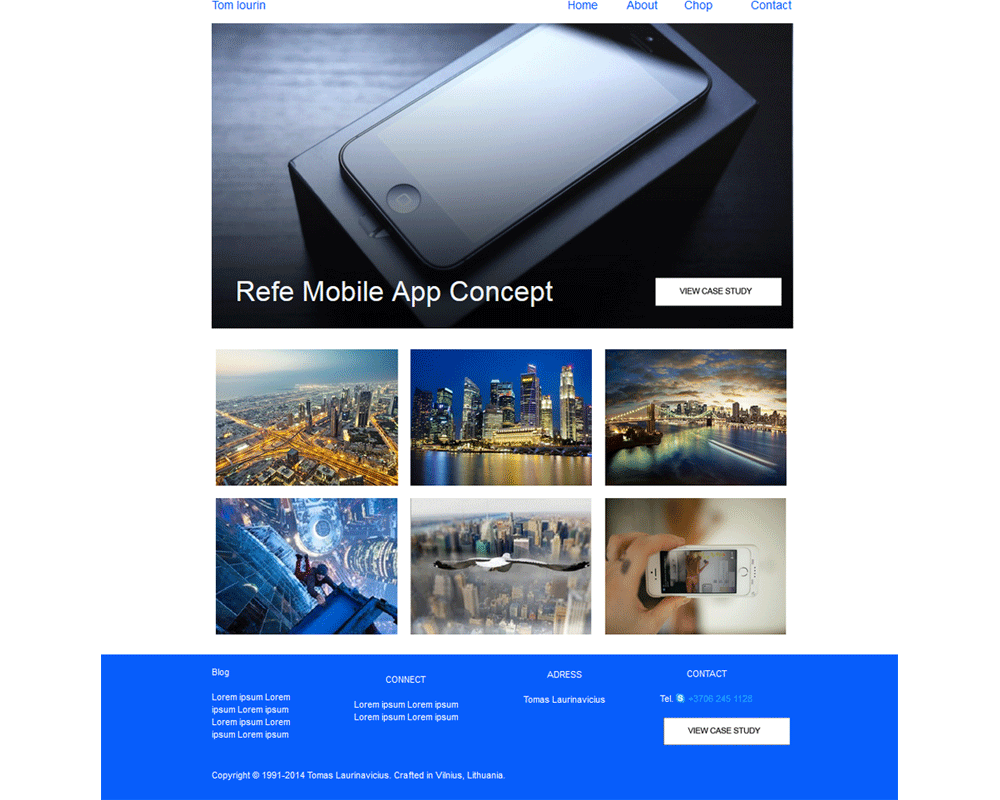 Tom lourin
Home About Chop Contact
Refe Mobile App Concept
VIEW CASE STUDY
Blog
Lorem ipsum Lorem
ipsum Lorem ipsum
Lorem ipsum Lorem
ipsum Lorem ipsum
CONNECT
Lorem ipsum Lorem ipsum
Lorem ipsum Lorem ipsum
ADRESS
Tomas Laurinavicius
CONTACT
Tel. +3706 245 1128
VIEW CASE STUDY
Copyright © 1991-2014 Tomas Laurinavicius. Crafted in Vilnius, Lithuania.